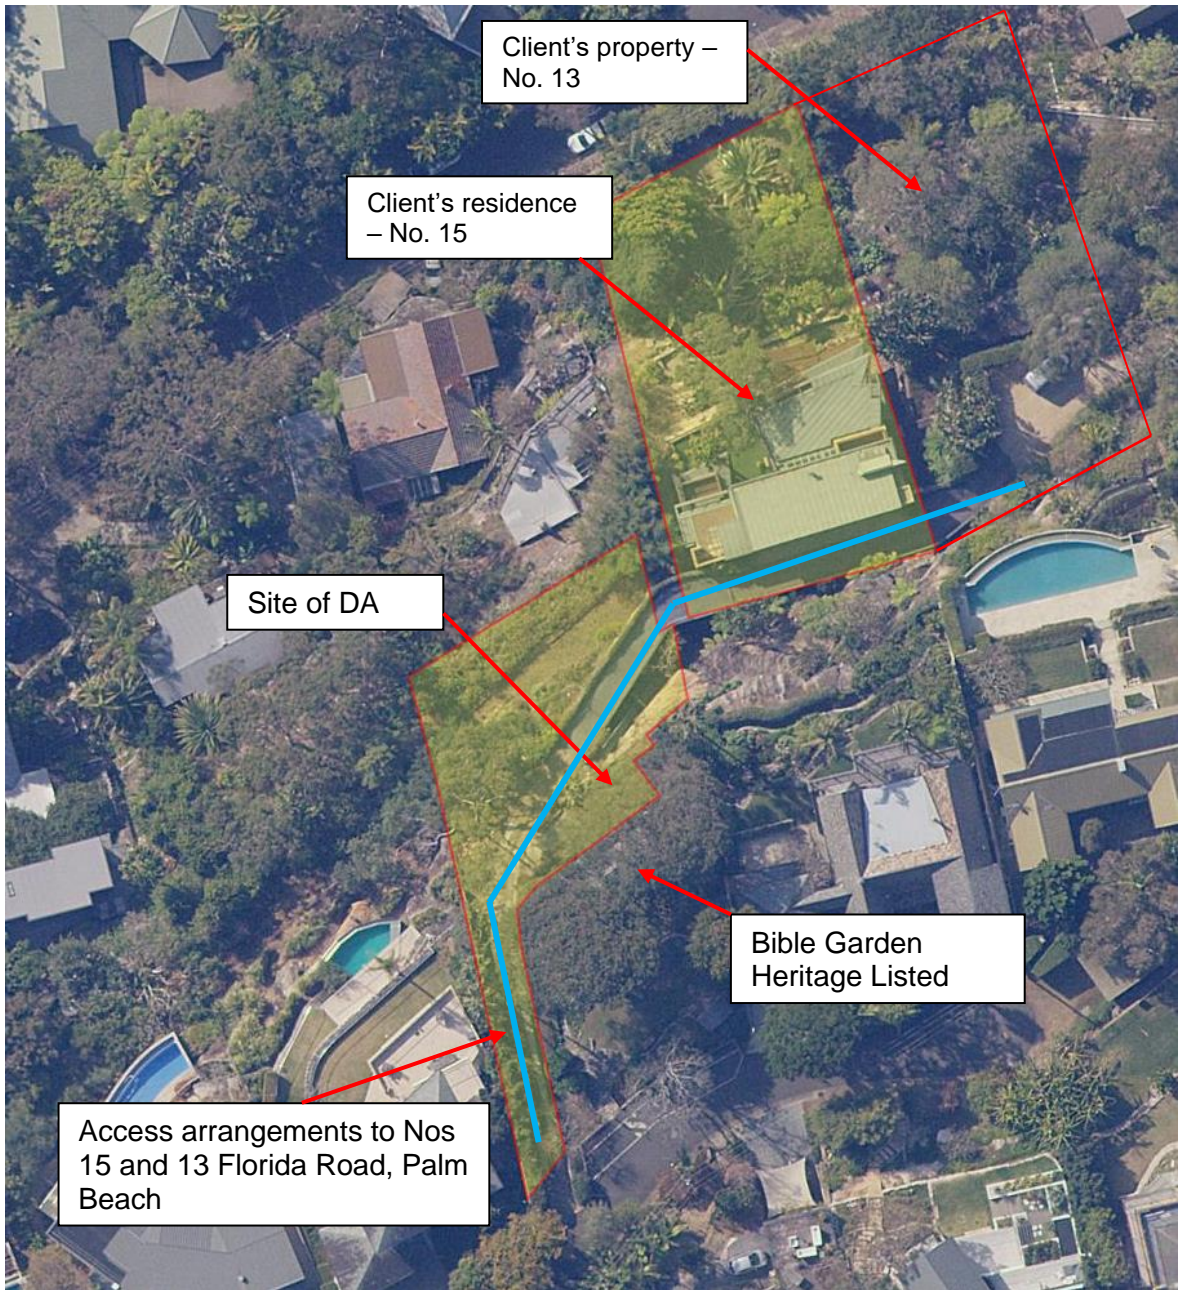 Client's property –
No. 13
Client's residence
– No. 15
Site of DA
Bible Garden
Heritage Listed
Access arrangements to Nos
15 and 13 Florida Road, Palm
Beach